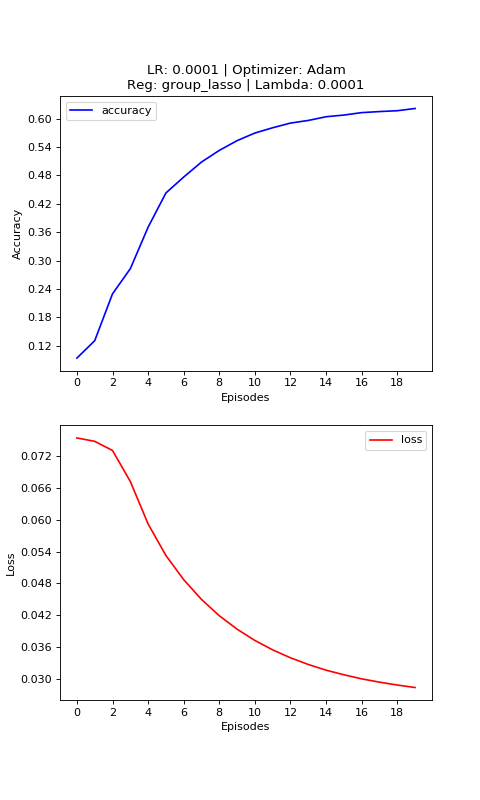 LR: 0.0001 | Optimizer: Adam
Reg: group_lasso | Lambda: 0.0001
accuracy
0.60
0.54
0.48
0.42
0.36
0.30
0.24
0.18
0.12
Accuracy
0 2 4 6 8 10 12 14 16 18
Episodes
loss
0.072
0.066
0.060
0.054
0.048
0.042
0.036
0.030
Loss
0 2 4 6 8 10 12 14 16 18
Episodes